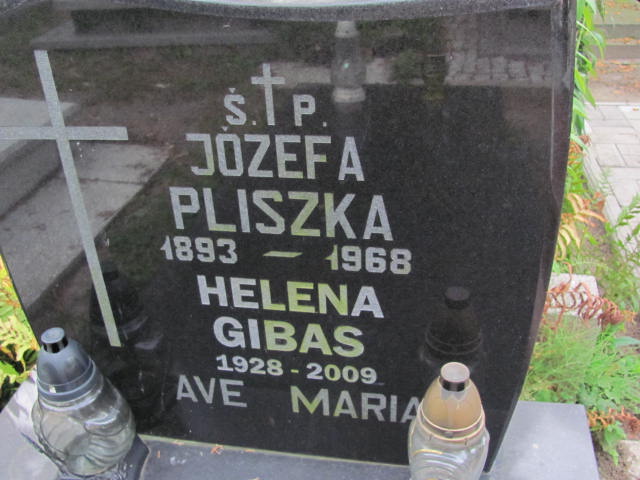 Ś. P.
JÓZEFA
PLISZKA
1893 - 1968
HELENA
GIBAS
1928 - 2009
AVE MARIA